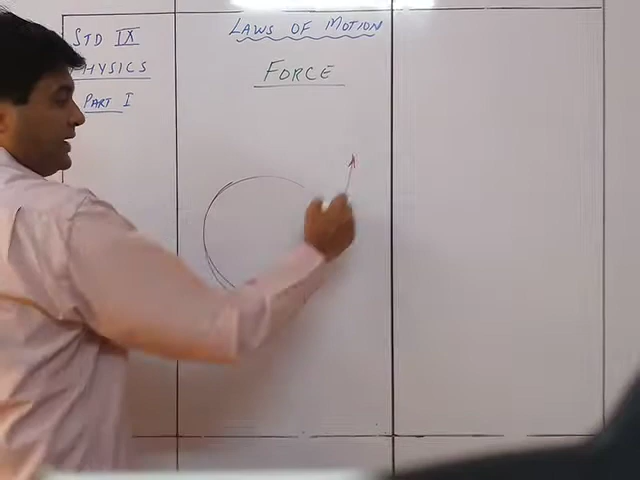 STD IX
PHYSICS
PART I
LAWS OF MOTION
FORCE